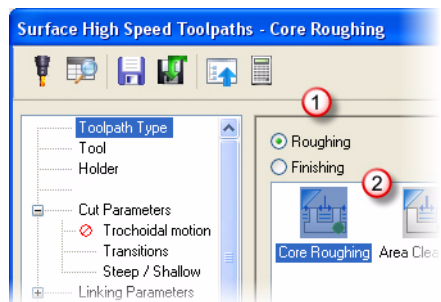 Surface High Speed Toolpaths - Core Roughing
1
Toolpath Type
Tool
Holder
Cut Parameters
Trochoidal motion
Transitions
Steep / Shallow
Linking Parameters
Roughing
Finishing
2
Core Roughing
Area Clea